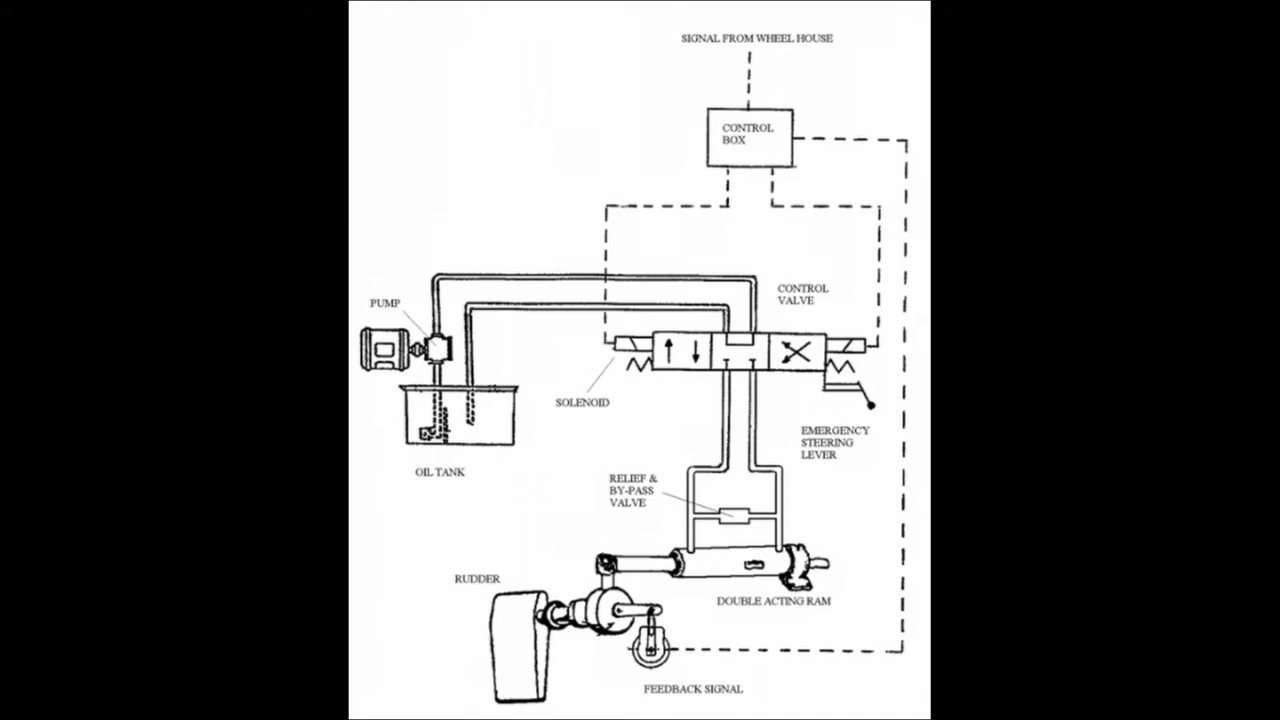 SIGNAL FROM WHEEL HOUSE
CONTROL
BOX
CONTROL
VALVE
PUMP
SOLENOID
EMERGENCY
STEERING
LEVER
OIL TANK
RELIEF &
BY-PASS
VALVE
RUDDER
DOUBLE ACTING RAM
FEEDBACK SIGNAL